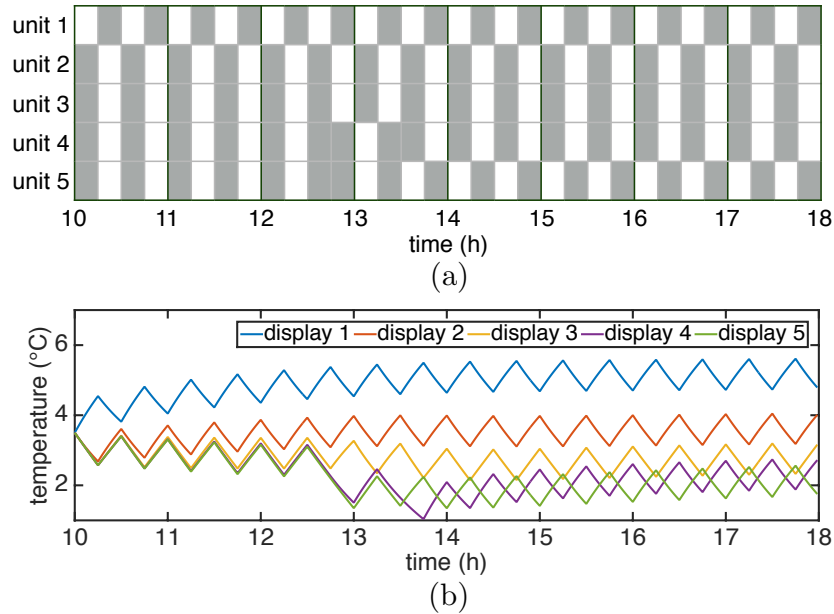 unit 1
unit 2
unit 3
unit 4
unit 5
10 11 12 13 14 15 16 17 18
time (h)
(a)
temperature (°C)
6
4
2
display 1 display 2 display 3 display 4 display 5
10 11 12 13 14 15 16 17 18
time (h)
(b)